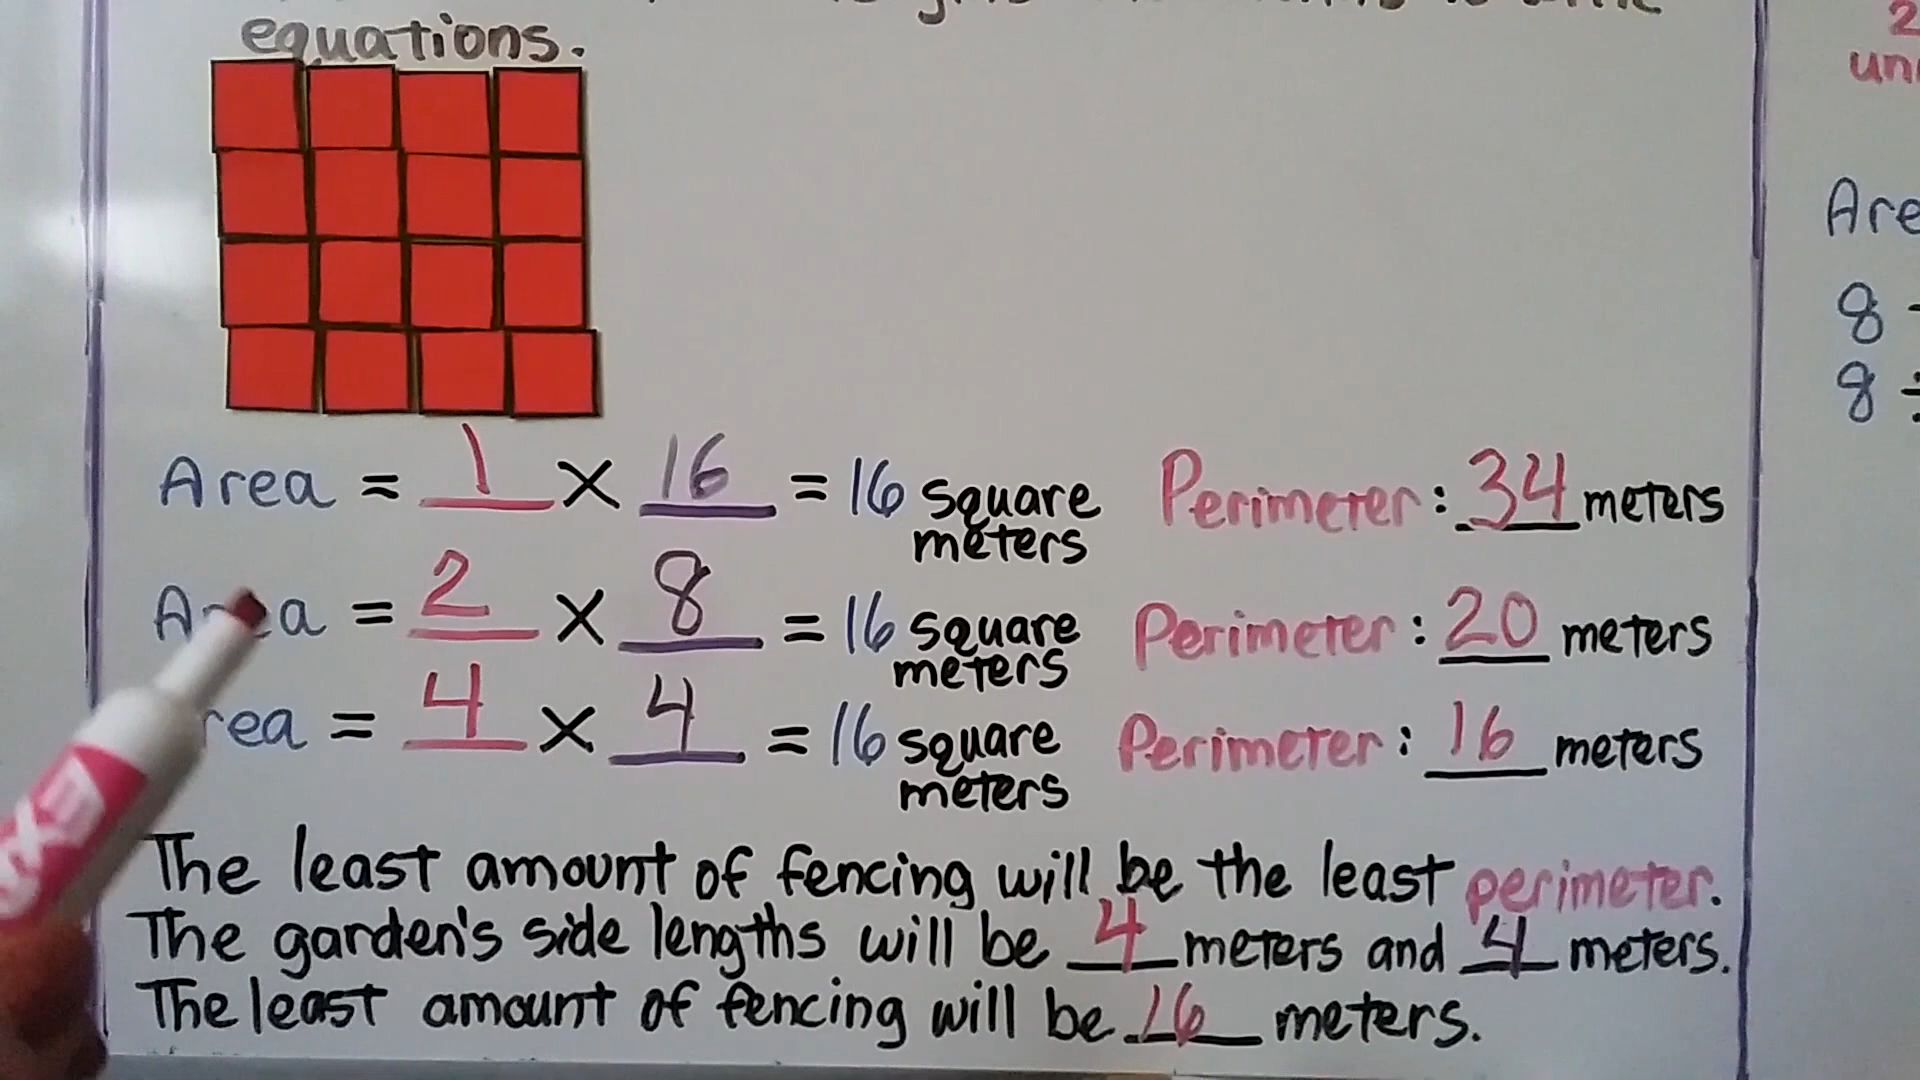 equations.
Area = 1 × 16 = 16 square meters Perimeter: 34 meters
Area = 2 × 8 = 16 square meters Perimeter: 20 meters
rea = 4 × 4 = 16 square meters Perimeter: 16 meters
The least amount of fencing will be the least perimeter.
The garden's side lengths will be 4 meters and 4 meters.
The least amount of fencing will be 16 meters.
2
un
Are
8
8 ÷